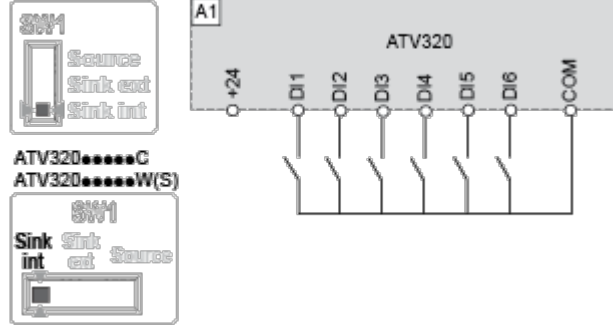 SW1
Source
Sink ext
Sink int
ATV320●●●●●C
ATV320●●●●●W(S)
SW1
Sink int
Sink ext
Source
A1
ATV320
+24
DI1
DI2
DI3
DI4
DI5
DI6
COM